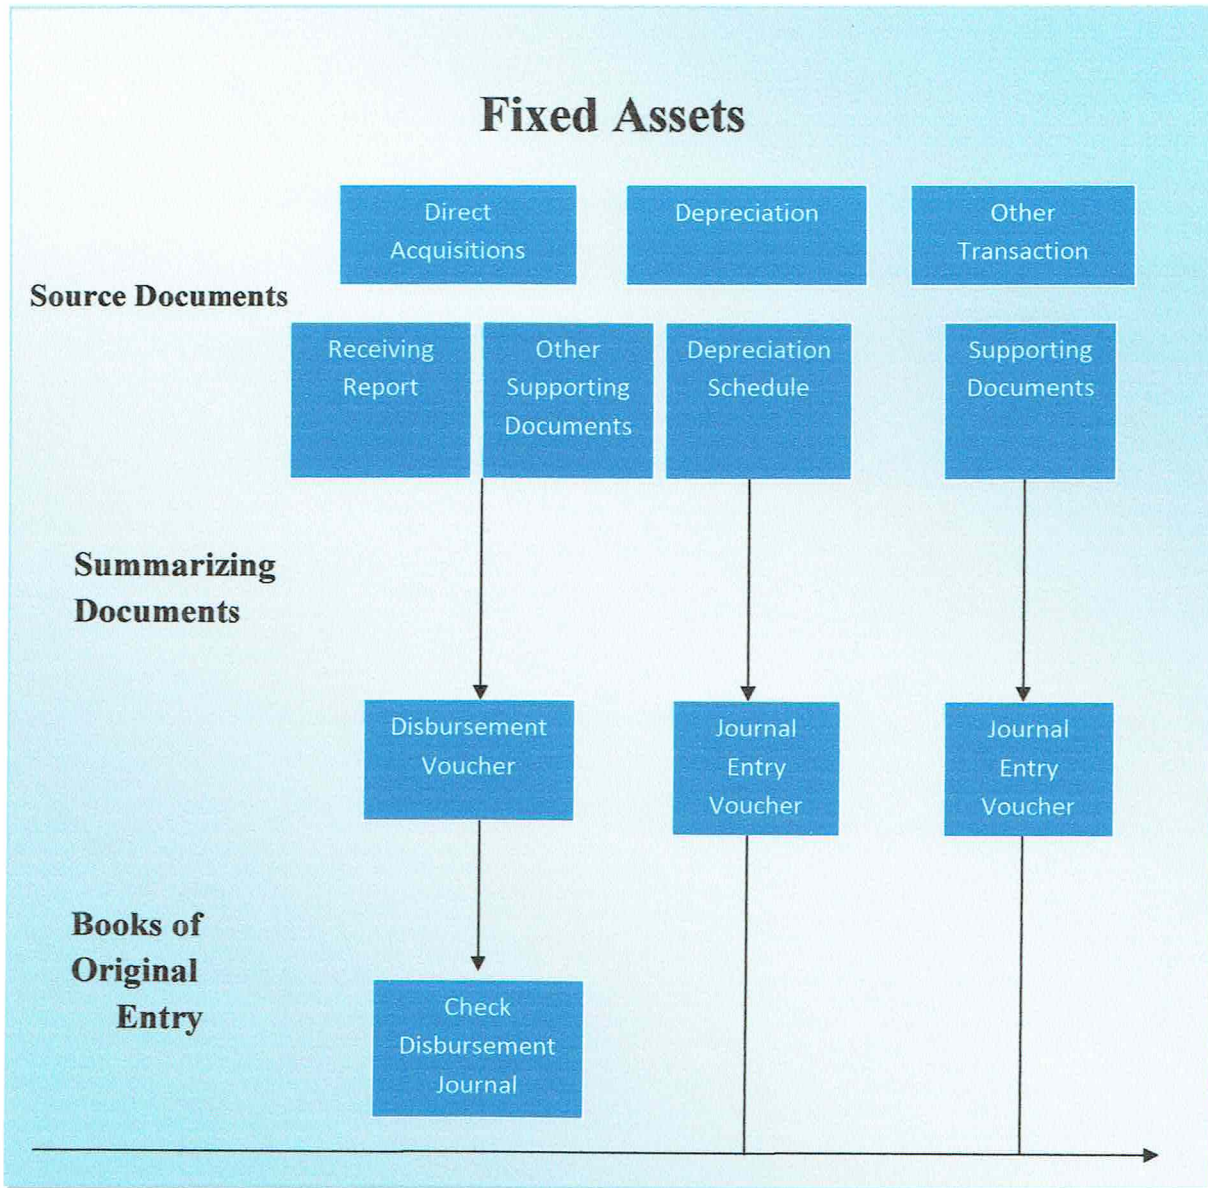 Fixed Assets
Direct
Acquisitions
Depreciation
Other
Transaction
Source Documents
Receiving
Report
Other
Supporting
Documents
Depreciation
Schedule
Supporting
Documents
Summarizing
Documents
Disbursement
Voucher
Journal
Entry
Voucher
Journal
Entry
Voucher
Books of
Original
Entry
Check
Disbursement
Journal